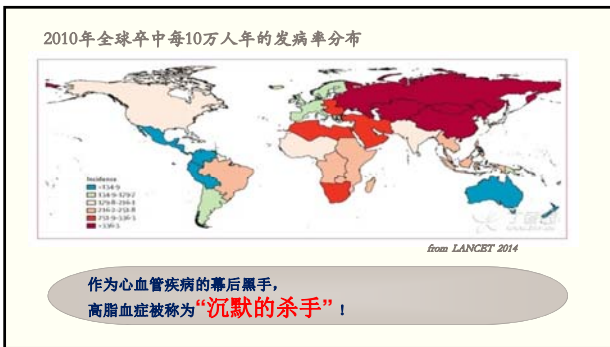 2010年全球卒中每10万人年的发病率分布
Incidence
from LANCET 2014
作为心血管疾病的幕后黑手，
高脂血症被称为“沉默的杀手”！